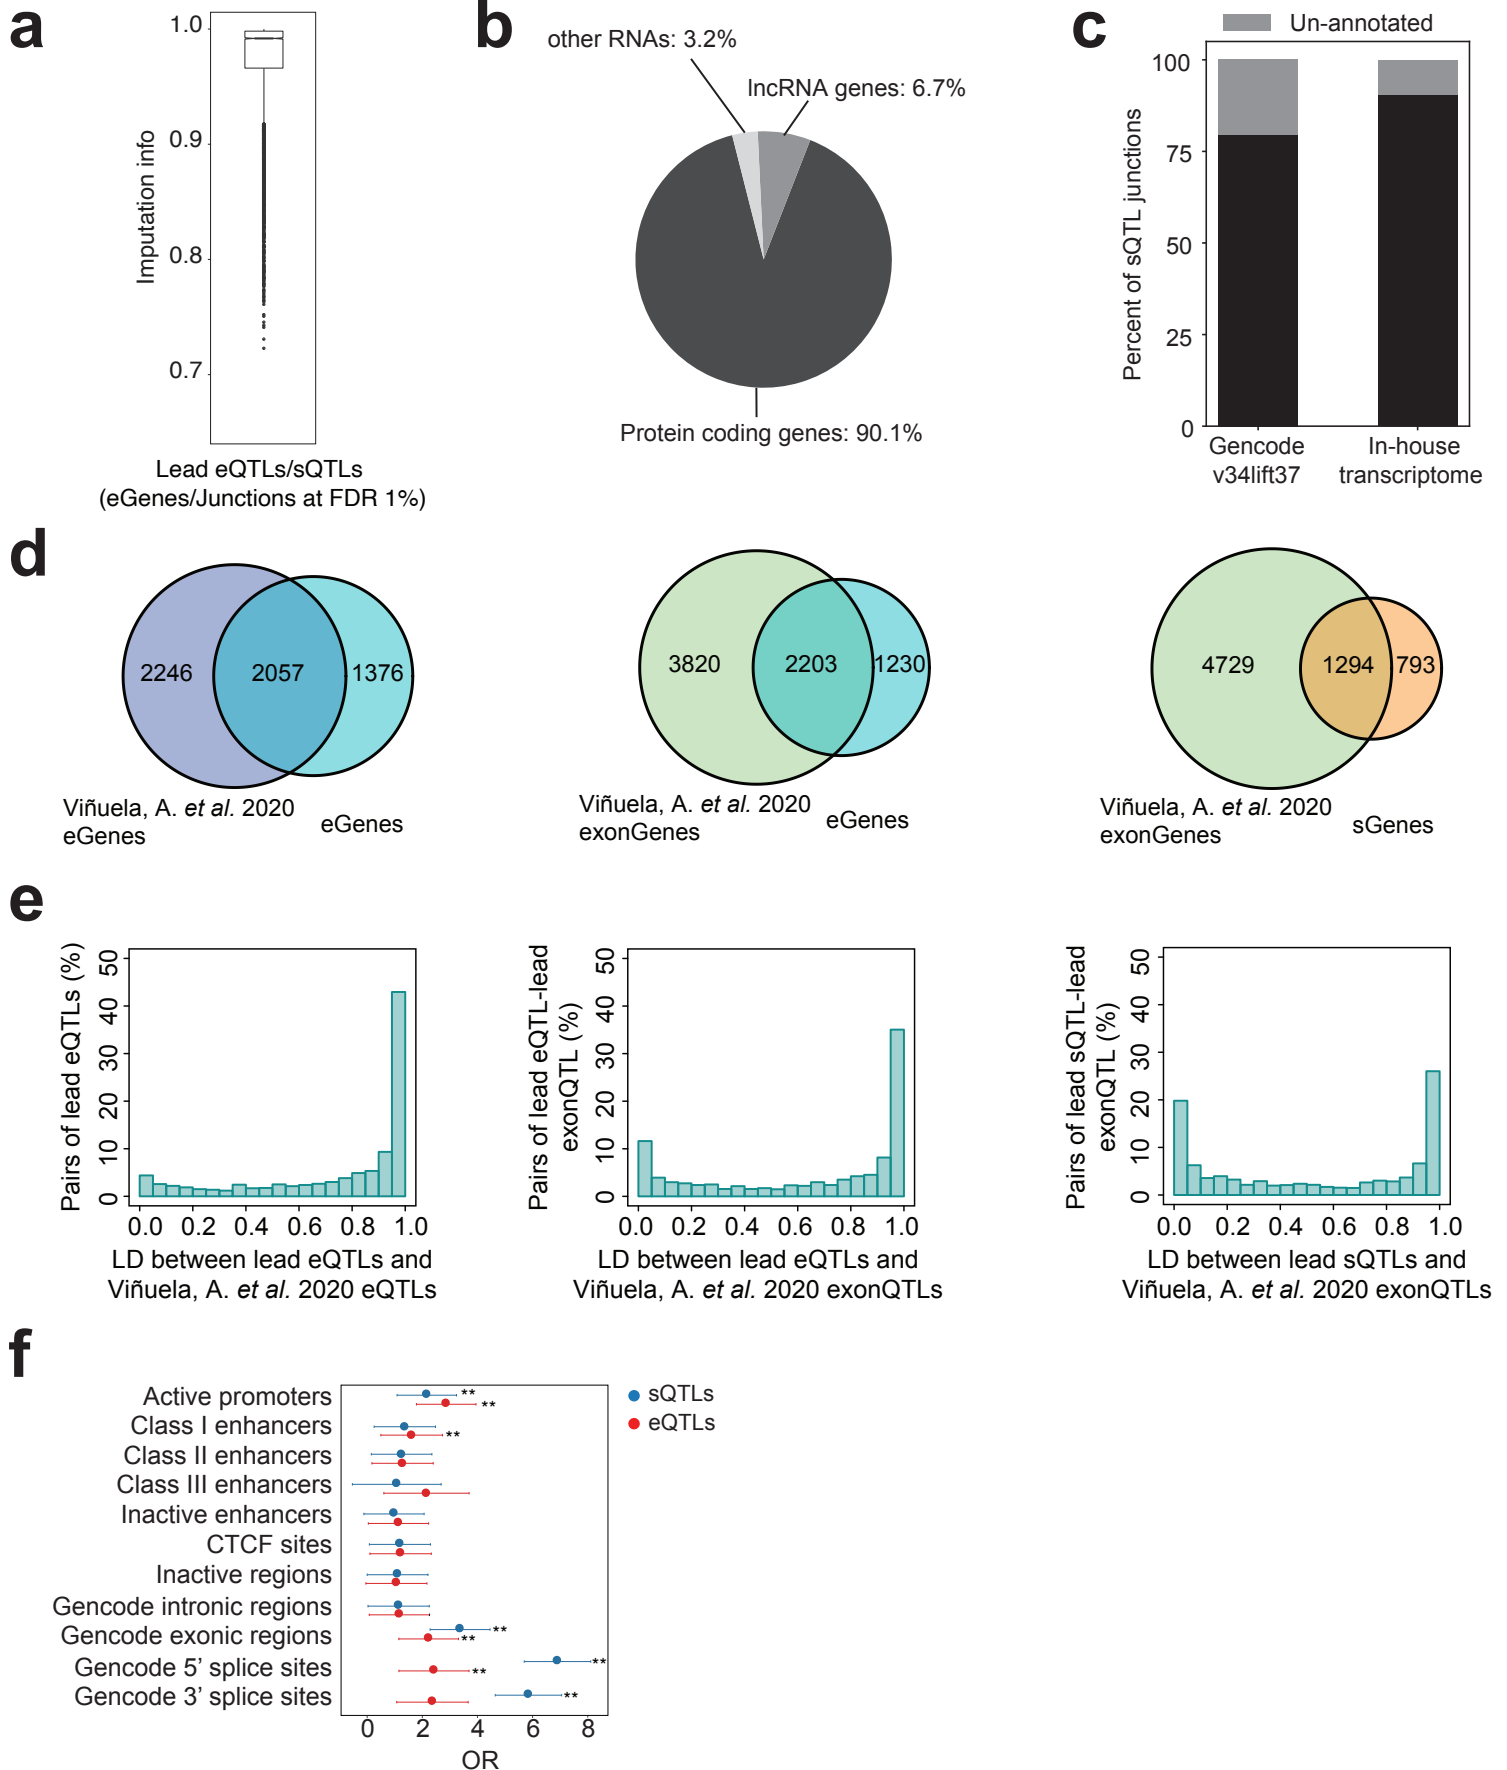 a
1.0
0.9
0.8
0.7
Imputation info
Lead eQTLs/sQTLs
(eGenes/Junctions at FDR 1%)
b
other RNAs: 3.2%
lncRNA genes: 6.7%
Protein coding genes: 90.1%
c
Un-annotated
100
75
50
25
0
Percent of sQTL junctions
Gencode
v34lift37
In-house
transcriptome
d
2246
2057
1376
Viñuela, A. et al. 2020
eGenes
eGenes
3820
2203
1230
Viñuela, A. et al. 2020
exonGenes
eGenes
4729
1294
793
Viñuela, A. et al. 2020
exonGenes
sGenes
e
Pairs of lead eQTLs (%)
50
40
30
20
10
0
0.0 0.2 0.4 0.6 0.8 1.0
LD between lead eQTLs and
Viñuela, A. et al. 2020 eQTLs
Pairs of lead eQTL-lead
exonQTL (%)
50
40
30
20
10
0
0.0 0.2 0.4 0.6 0.8 1.0
LD between lead eQTLs and
Viñuela, A. et al. 2020 exonQTLs
Pairs of lead sQTL-lead
exonQTL (%)
50
40
30
20
10
0
0.0 0.2 0.4 0.6 0.8 1.0
LD between lead sQTLs and
Viñuela, A. et al. 2020 exonQTLs
f
sQTLs
eQTLs
Active promoters ** **
Class I enhancers **
Class II enhancers
Class III enhancers
Inactive enhancers
CTCF sites
Inactive regions
Gencode intronic regions
Gencode exonic regions ** **
Gencode 5’ splice sites ** **
Gencode 3’ splice sites **
0 2 4 6 8
OR